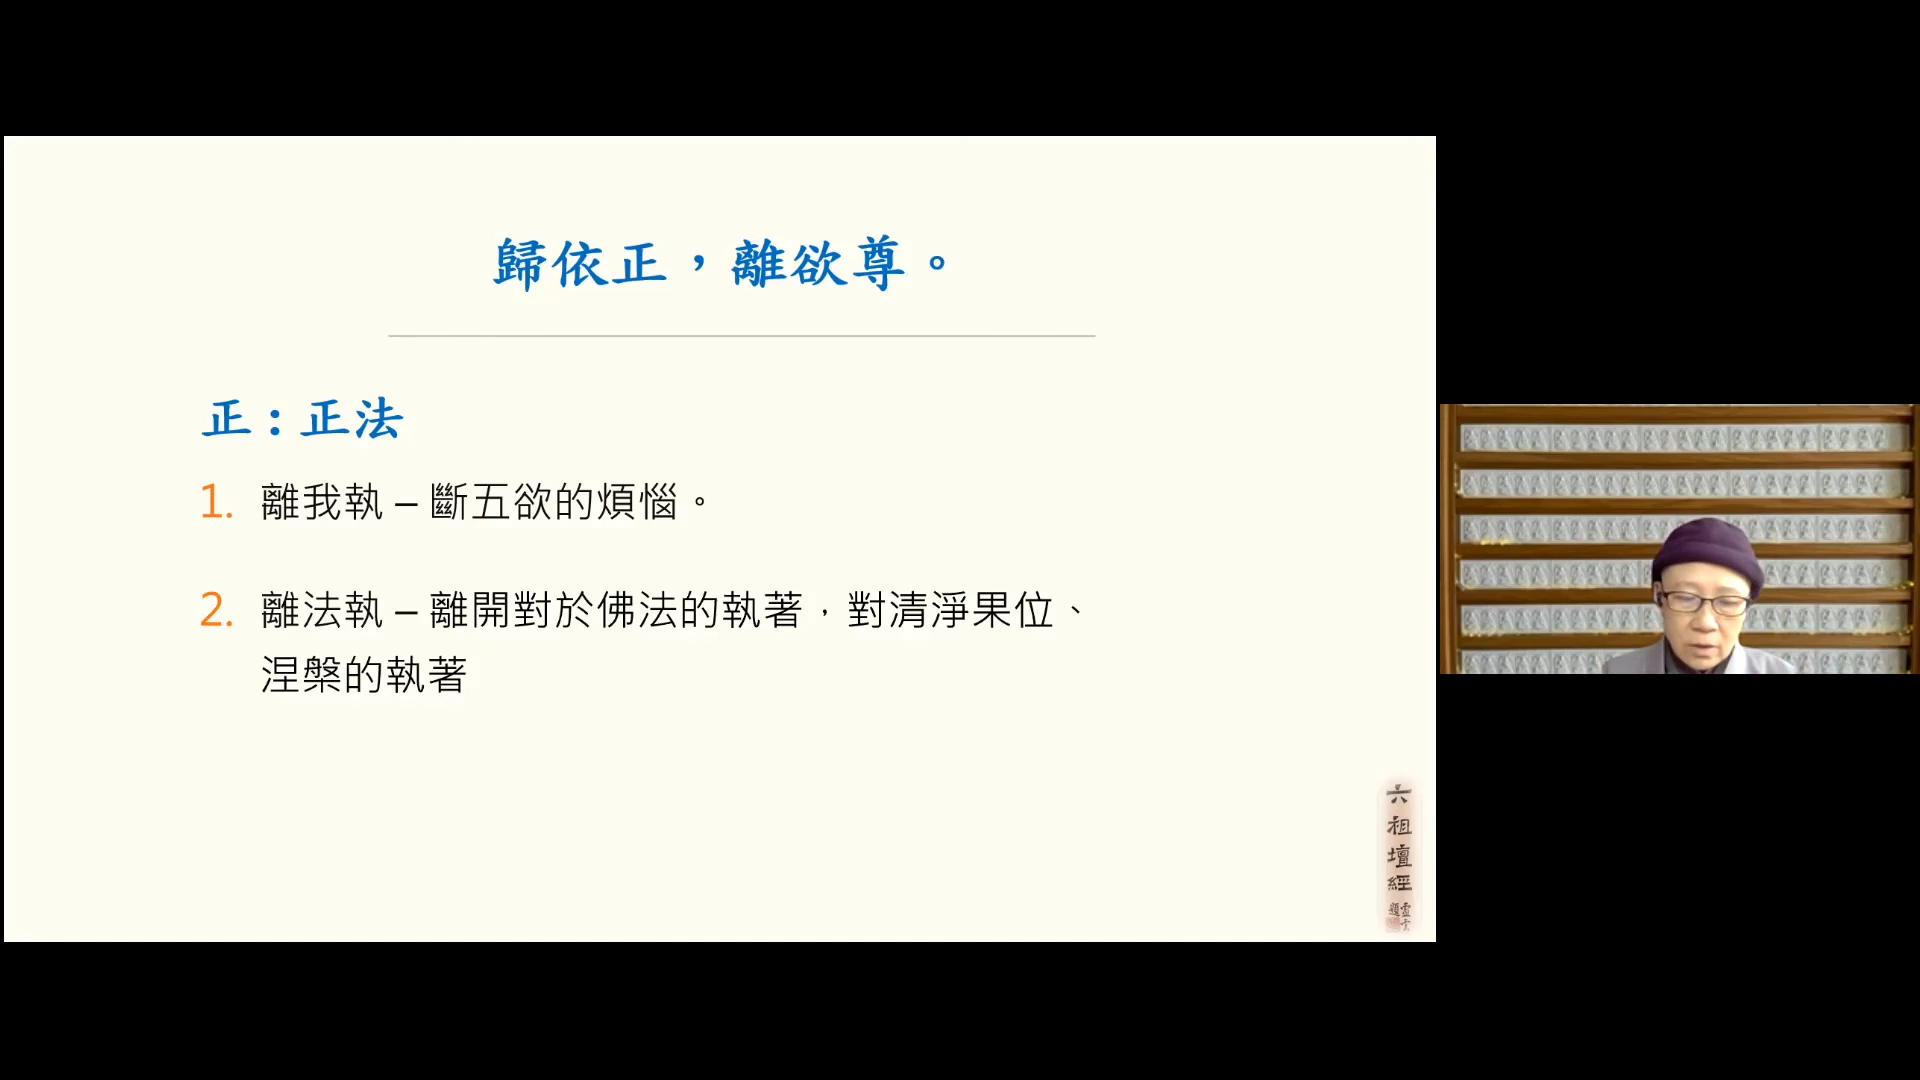 歸依正，離欲尊。
正：正法
1. 離我執 – 斷五欲的煩惱。
2. 離法執 – 離開對於佛法的執著，對清淨果位、
涅槃的執著
六祖壇經